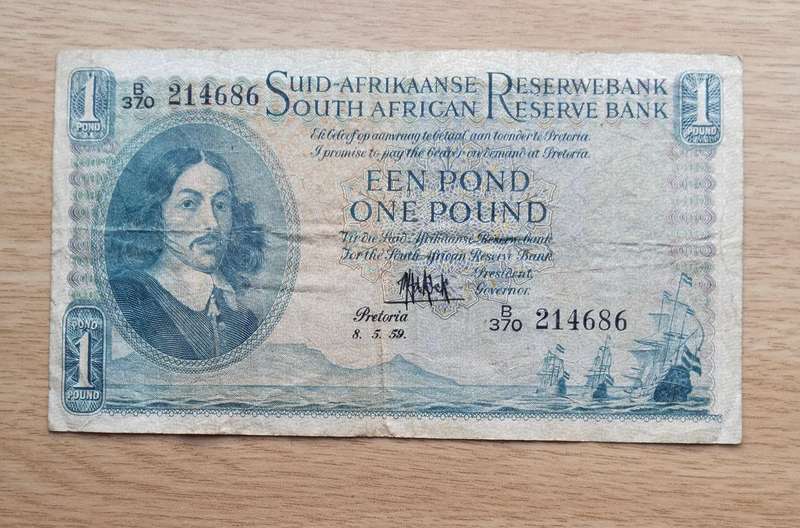 1 POND
B/370 214686
SUID-AFRIKAANSE RESERWEBANK
SOUTH AFRICAN RESERVE BANK
1 POUND
Ek beloof op aanvraag te betaal aan toonder te Pretoria
I promise to pay the bearer on demand at Pretoria.
EEN POND
ONE POUND
Vir die Suid-Afrikaanse Reserwebank
For the South African Reserve Bank
President.
Governor.
Pretoria
8. 5. 59.
B/370 214686
POND 1 POUND